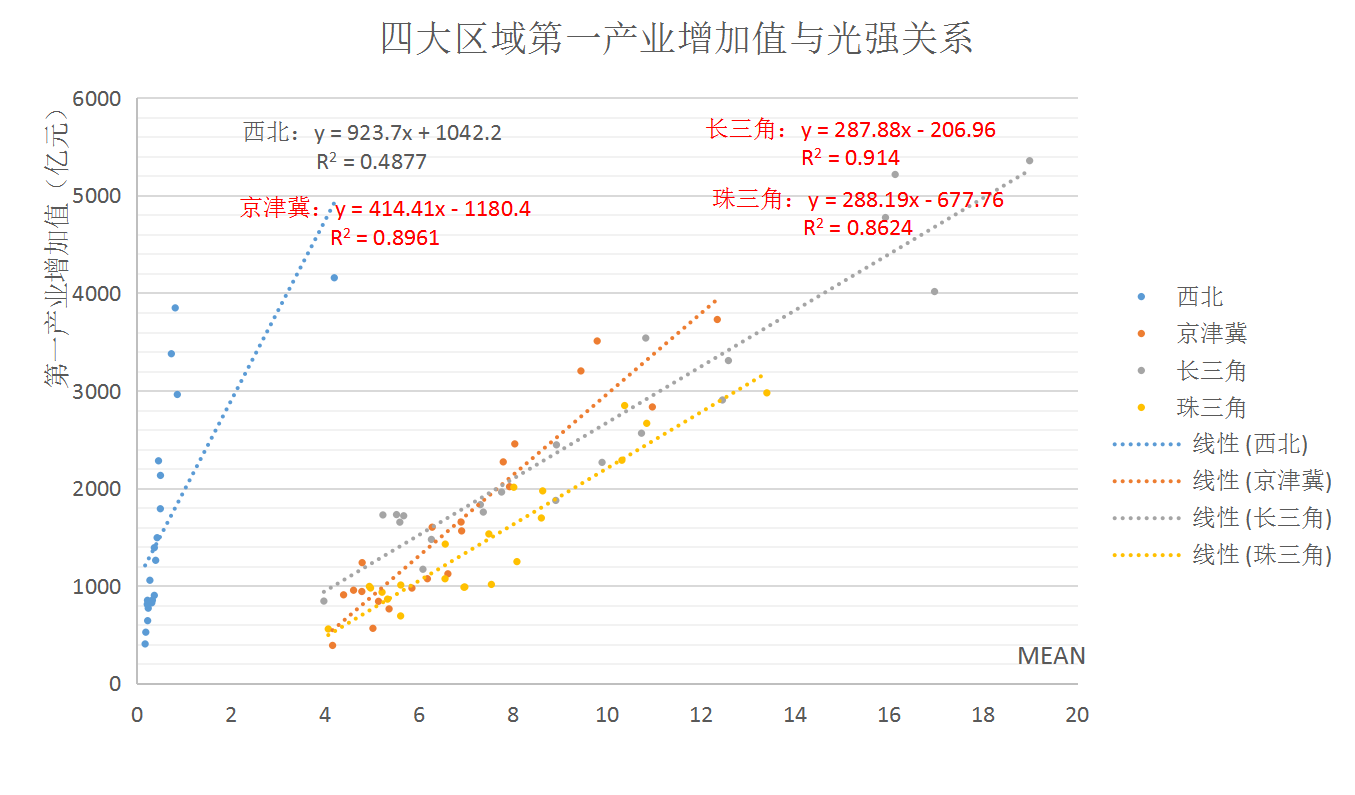 四大区域第一产业增加值与光强关系
第一产业增加值（亿元）
6000
5000
4000
3000
2000
1000
0
西北：y = 923.7x + 1042.2
R² = 0.4877
京津冀：y = 414.41x - 1180.4
R² = 0.8961
长三角：y = 287.88x - 206.96
R² = 0.914
珠三角：y = 288.19x - 677.76
R² = 0.8624
MEAN
0 2 4 6 8 10 12 14 16 18 20
西北
京津冀
长三角
珠三角
线性 (西北)
线性 (京津冀)
线性 (长三角)
线性 (珠三角)